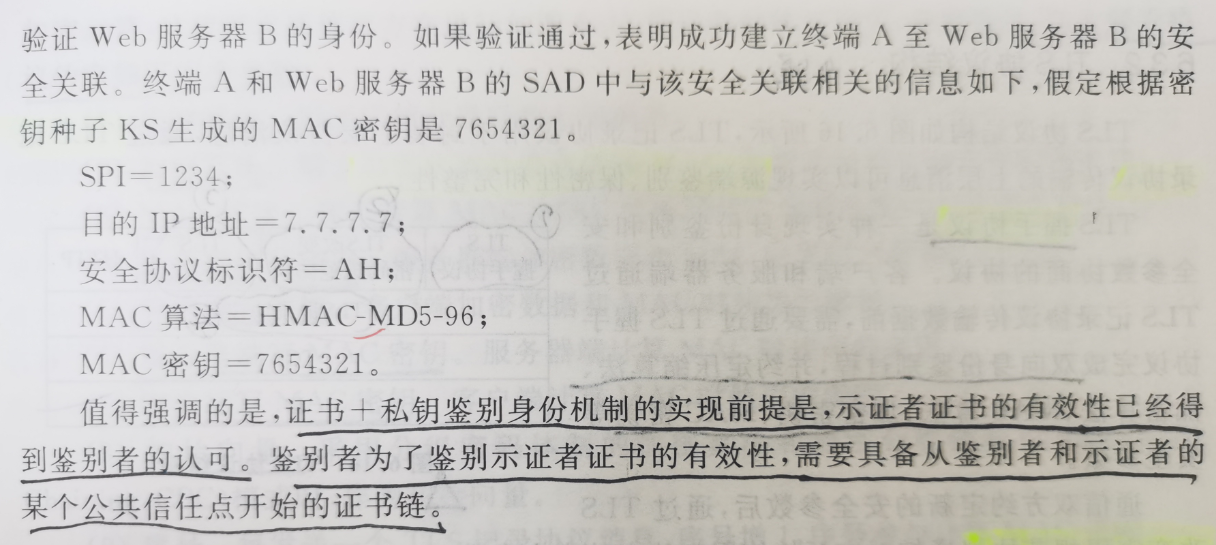 验证 Web 服务器 B 的身份。如果验证通过,表明成功建立终端 A 至 Web 服务器 B 的安
全关联。终端 A 和 Web 服务器 B 的 SAD 中与该安全关联相关的信息如下,假定根据密
钥种子 KS 生成的 MAC 密钥是 7654321。
SPI=1234;
目的 IP 地址=7.7.7.7;
安全协议标识符=AH;
MAC 算法=HMAC-MD5-96;
MAC 密钥=7654321。
值得强调的是,证书+私钥鉴别身份机制的实现前提是,示证者证书的有效性已经得
到鉴别者的认可。鉴别者为了鉴别示证者证书的有效性,需要具备从鉴别者和示证者的
某个公共信任点开始的证书链。